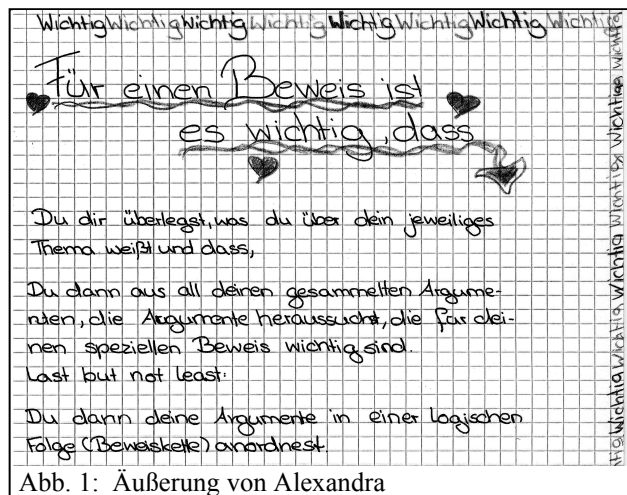 Wichtig Wichtig Wichtig Wichtig Wichtig Wichtig Wichtig Wichtig
Für einen Beweis ist
es wichtig, dass
Du dir überlegst, was du über dein jeweiliges
Thema weißt und dass,
Du dann aus all deinen gesammelten Argume-
nten, die Argumente heraussuchst, die für dei-
nen speziellen Beweis wichtig sind.
Last but not least:
Du dann deine Argumente in einer logischen
Folge (Beweiskette) anordnest.
Wichtig Wichtig Wichtig Wichtig Wichtig Wichtig
Abb. 1: Äußerung von Alexandra